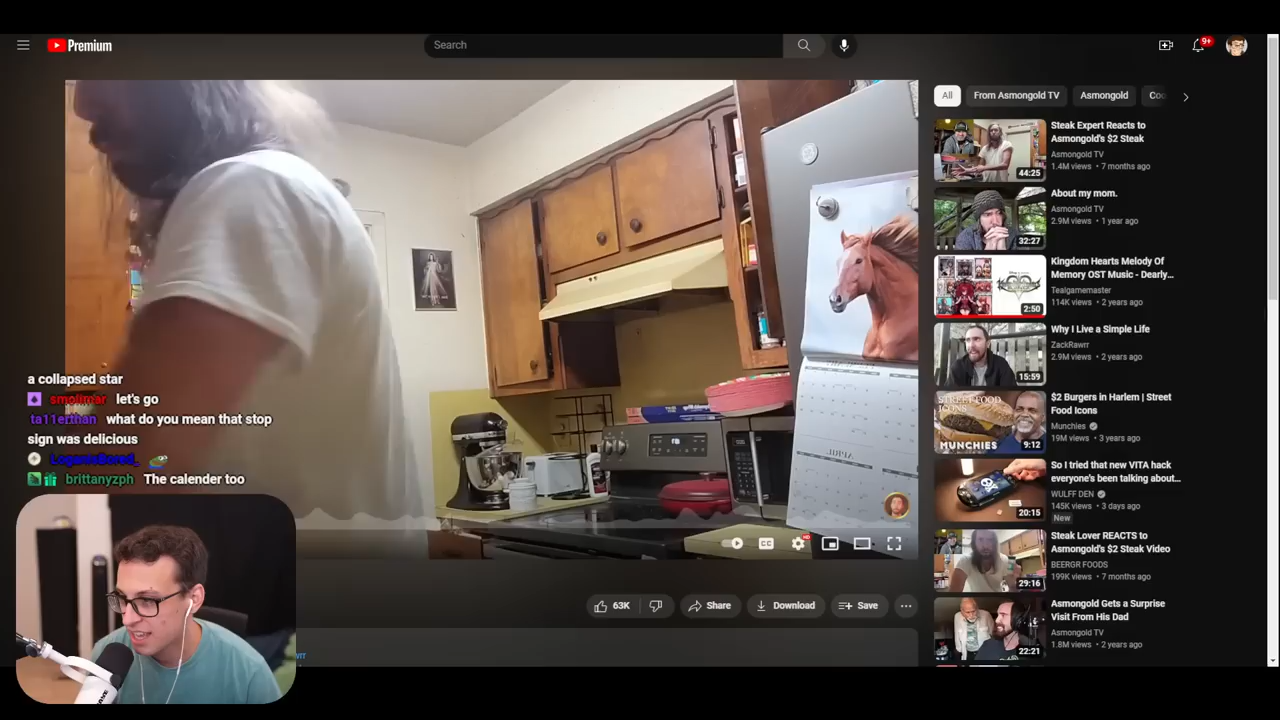 Premium
Search
9+
All
From Asmongold TV
Asmongold
Steak Expert Reacts to
Asmongold's $2 Steak
Asmongold TV
1.4M views • 7 months ago
44:25
About my mom.
Asmongold TV
2.9M views • 1 year ago
32:27
Kingdom Hearts Melody Of
Memory OST Music - Dearly...
Tealgamemaster
114K views • 2 years ago
2:50
Why I Live a Simple Life
ZackRawrr
2.9M views • 2 years ago
15:59
STREET FOOD
ICONS
MUNCHIES
$2 Burgers in Harlem | Street
Food Icons
Munchies
19M views • 3 years ago
9:12
So I tried that new VITA hack
everyone's been talking about...
WULFF DEN
145K views • 3 days ago
New
20:15
Steak Lover REACTS to
Asmongold's $2 Steak Video
BEERGR FOODS
199K views • 7 months ago
29:16
Asmongold Gets a Surprise
Visit From His Dad
Asmongold TV
1.8M views • 2 years ago
22:21
APRIL
a collapsed star
smolmar let's go
ta11erthan what do you mean that stop
sign was delicious
brittanyzph The calender too
CC
HD
63K
Share
Download
Save